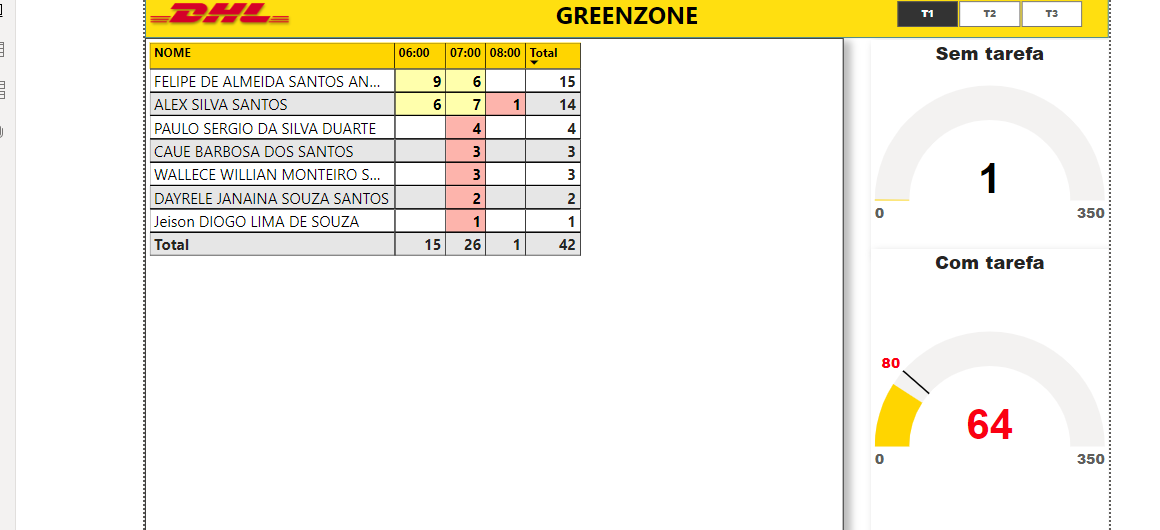 DHL
GREENZONE
T1 T2 T3
NOME 06:00 07:00 08:00 Total
FELIPE DE ALMEIDA SANTOS AN... 9 6 15
ALEX SILVA SANTOS 6 7 1 14
PAULO SERGIO DA SILVA DUARTE 4 4
CAUE BARBOSA DOS SANTOS 3 3
WALLECE WILLIAN MONTEIRO S... 3 3
DAYRELE JANAINA SOUZA SANTOS 2 2
Jeison DIOGO LIMA DE SOUZA 1 1
Total 15 26 1 42
Sem tarefa
1
0 350
Com tarefa
80
64
0 350